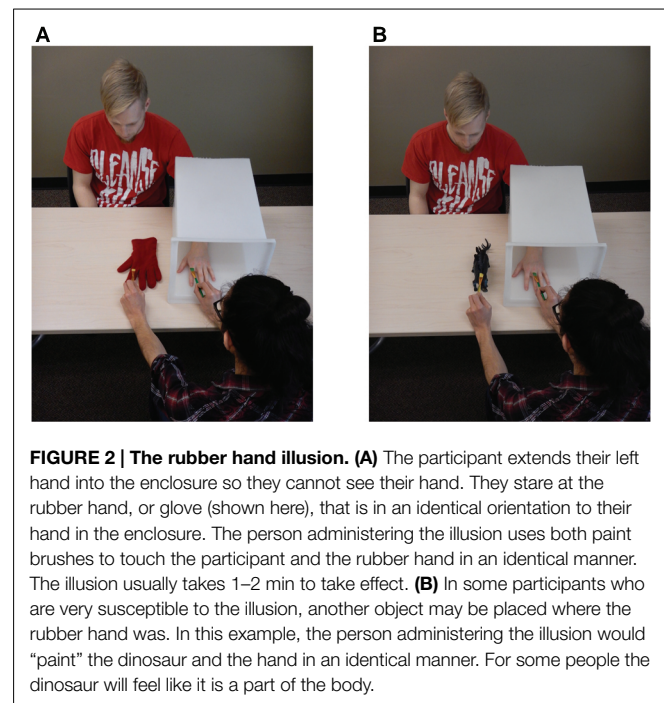 A
B
CLEANSE
CLEANSE
FIGURE 2 | The rubber hand illusion. (A) The participant extends their left
hand into the enclosure so they cannot see their hand. They stare at the
rubber hand, or glove (shown here), that is in an identical orientation to their
hand in the enclosure. The person administering the illusion uses both paint
brushes to touch the participant and the rubber hand in an identical manner.
The illusion usually takes 1–2 min to take effect. (B) In some participants who
are very susceptible to the illusion, another object may be placed where the
rubber hand was. In this example, the person administering the illusion would
“paint” the dinosaur and the hand in an identical manner. For some people the
dinosaur will feel like it is a part of the body.